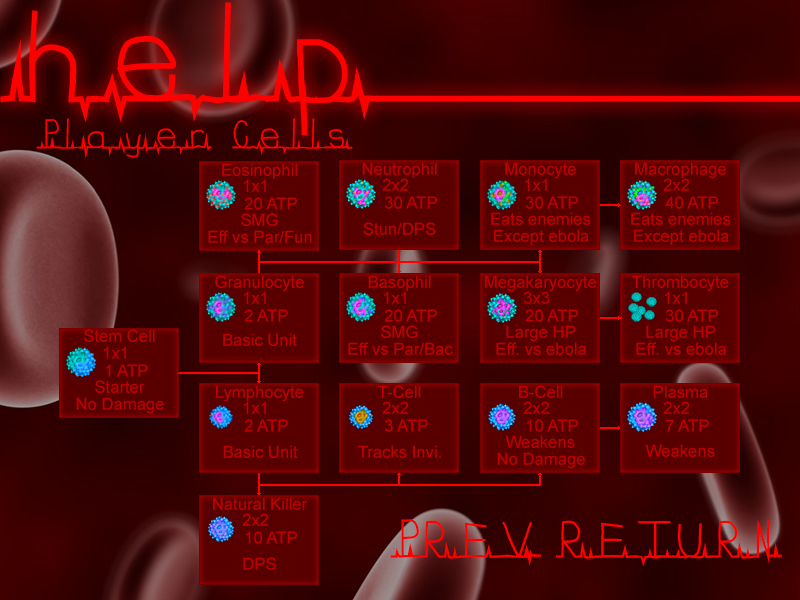 help
Player Cells
Eosinophil
1x1
20 ATP
SMG
Eff vs Par/Fun
Neutrophil
2x2
30 ATP
Stun/DPS
Monocyte
1x1
30 ATP
Eats enemies
Except ebola
Macrophage
2x2
40 ATP
Eats enemies
Except ebola
Granulocyte
1x1
2 ATP
Basic Unit
Basophil
1x1
20 ATP
SMG
Eff vs Par/Bac
Megakaryocyte
3x3
20 ATP
Large HP
Eff. vs ebola
Thrombocyte
1x1
30 ATP
Large HP
Eff. vs ebola
Stem Cell
1x1
1 ATP
Starter
No Damage
Lymphocyte
1x1
2 ATP
Basic Unit
T-Cell
2x2
3 ATP
Tracks Invi.
B-Cell
2x2
10 ATP
Weakens
No Damage
Plasma
2x2
7 ATP
Weakens
Natural Killer
2x2
10 ATP
DPS
PREV RETURN